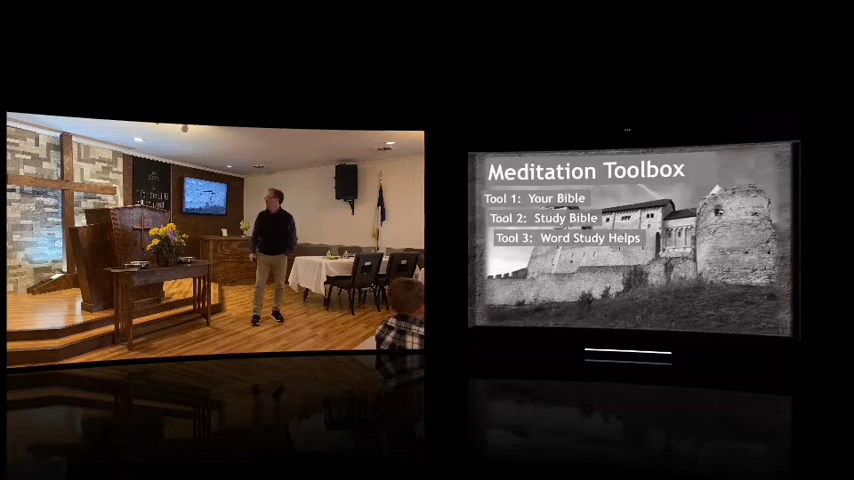 Meditation Toolbox
Tool 1: Your Bible
Tool 2: Study Bible
Tool 3: Word Study Helps